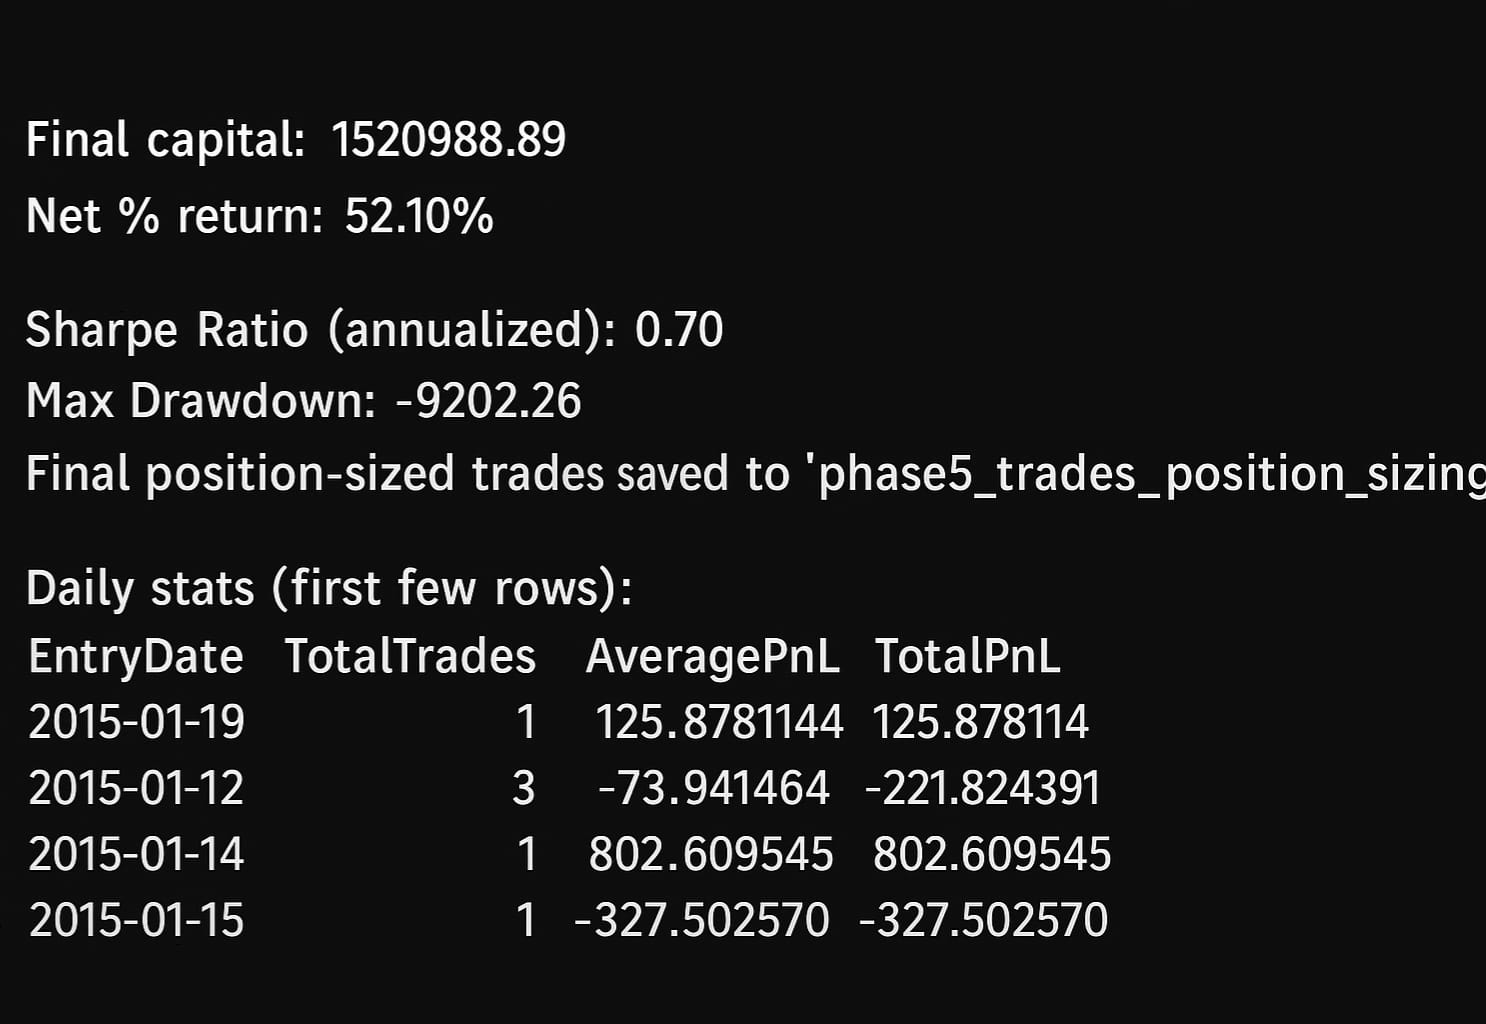 Final capital: 1520988.89
Net % return: 52.10%
Sharpe Ratio (annualized): 0.70
Max Drawdown: -9202.26
Final position-sized trades saved to 'phase5_trades_position_sizing
Daily stats (first few rows):
EntryDate TotalTrades AveragePnL TotalPnL
2015-01-19 1 125.8781144 125.878114
2015-01-12 3 -73.941464 -221.824391
2015-01-14 1 802.609545 802.609545
2015-01-15 1 -327.502570 -327.502570